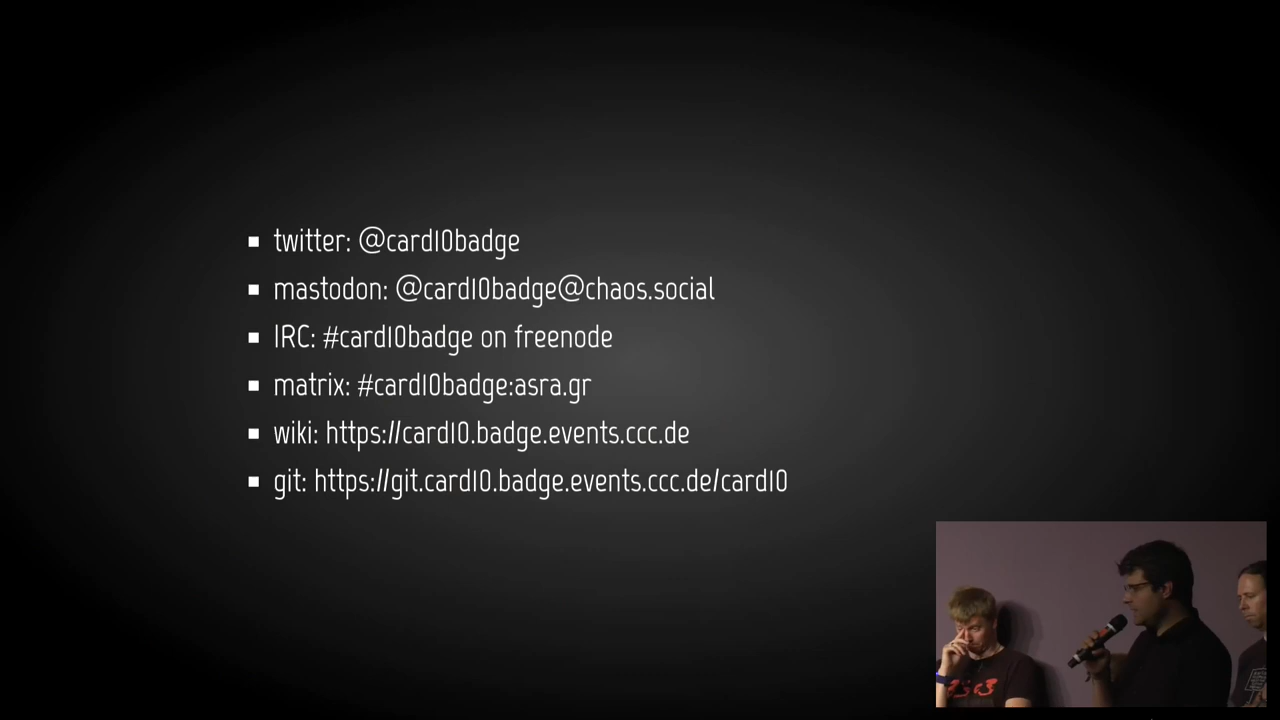 twitter: @card10badge
mastodon: @card10badge@chaos.social
IRC: #card10badge on freenode
matrix: #card10badge:asra.gr
wiki: https://card10.badge.events.ccc.de
git: https://git.card10.badge.events.ccc.de/card10